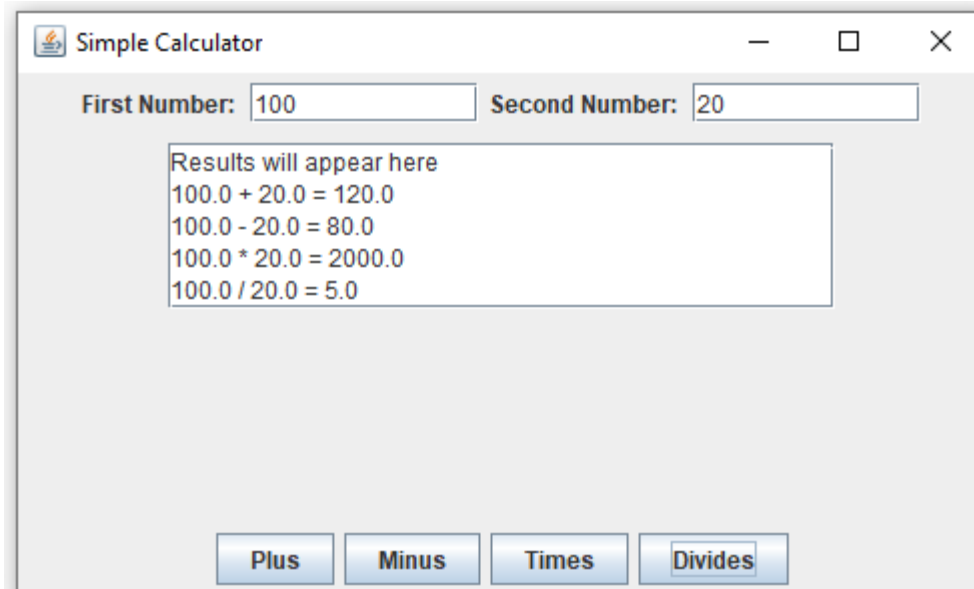 Simple Calculator
First Number: 100 Second Number: 20
Results will appear here
100.0 + 20.0 = 120.0
100.0 - 20.0 = 80.0
100.0 * 20.0 = 2000.0
100.0 / 20.0 = 5.0
Plus Minus Times Divides